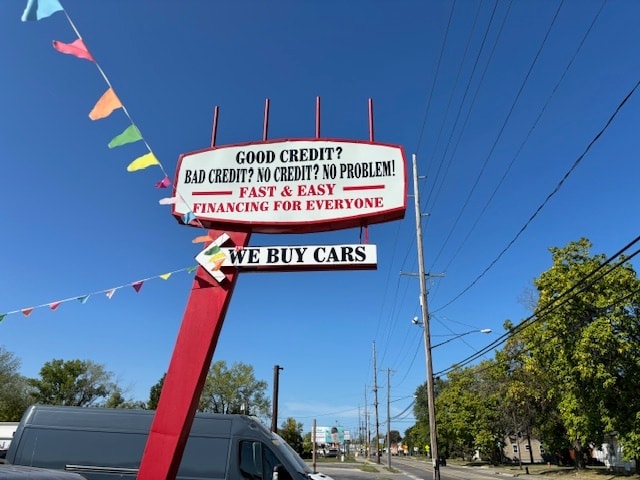 GOOD CREDIT?
BAD CREDIT? NO CREDIT? NO PROBLEM!
FAST & EASY
FINANCING FOR EVERYONE
WE BUY CARS